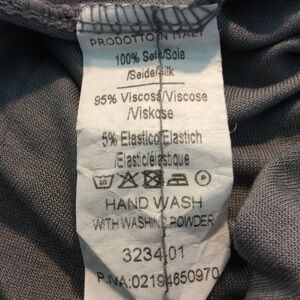 PRODOTTO IN ITALY
100% Seta/Soie
/Seide/Silk
95% Viscosa/Viscose
/Viskose
5% Elastico/Elastich
/Elastic/élastique
HAND WASH
WITH WASHING POWDER
3234.01
P.IVA:02194650970